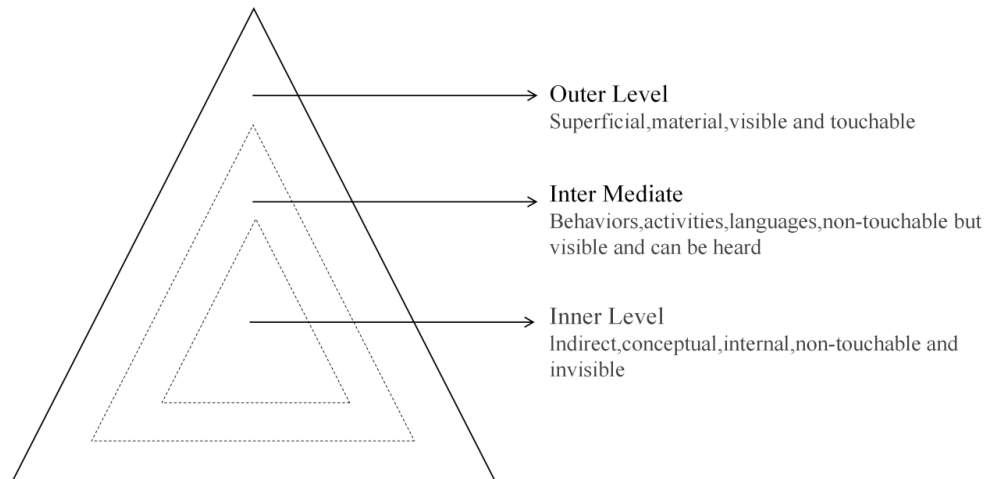 Outer Level
Superficial,material,visible and touchable
Inter Mediate
Behaviors,activities,languages,non-touchable but
visible and can be heard
Inner Level
lndirect,conceptual,internal,non-touchable and
invisible